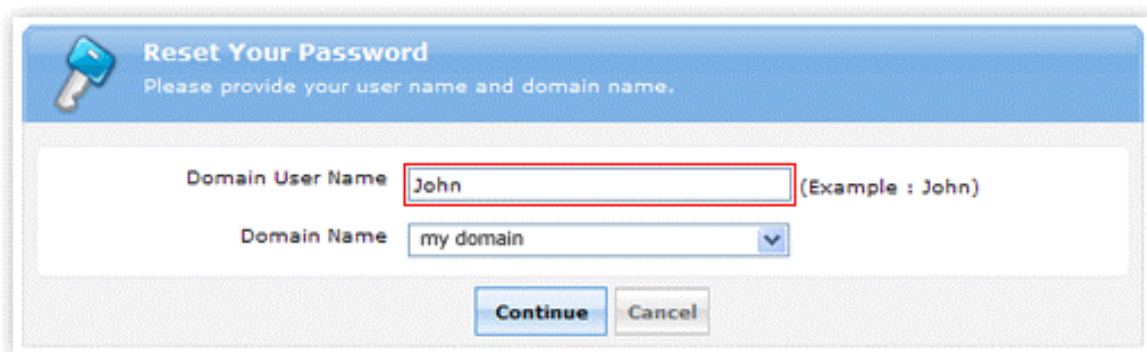 Reset Your Password
Please provide your user name and domain name.
Domain User Name John (Example : John)
Domain Name my domain
Continue Cancel